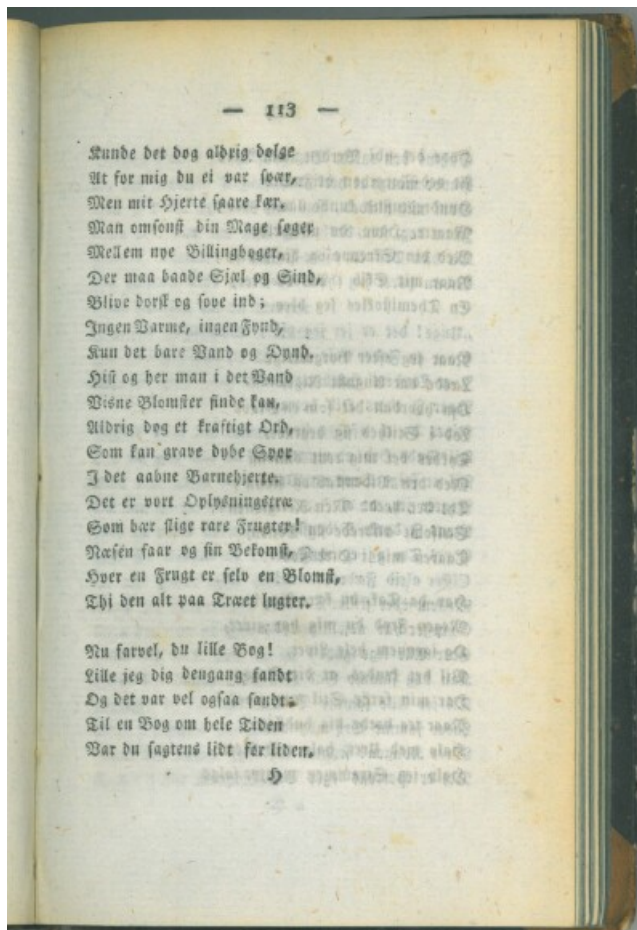 — 113 —
Kunde det dog aldrig dølge
At for mig du ei var svær,
Men mit Hjerte saare kær.
Man omsonst din Mage søger
Mellem nye Billingbøger,
Der maa baade Sjæl og Sind,
Blive dorsk og sove ind;
Ingen Varme, ingen Fynd,
Kun det bare Vand og Dynd.
Hist og her man i det Vand
Visne Blomster finde kan,
Aldrig dog et kraftigt Ord,
Som kan grave dybe Spor
I det aabne Barnehjerte.
Det er vort Oplysningstræ
Som bær slige rare Frugter!
Næsen faar og sin Bekomst,
Hver en Frugt er selv en Blomst,
Thi den alt paa Træet lugter.
Nu farvel, du lille Bog!
Lille jeg dig dengang fandt
Og det var vel ogsaa sandt.
Til en Bog om hele Tiden
Var du sagtens lidt for liden.
H